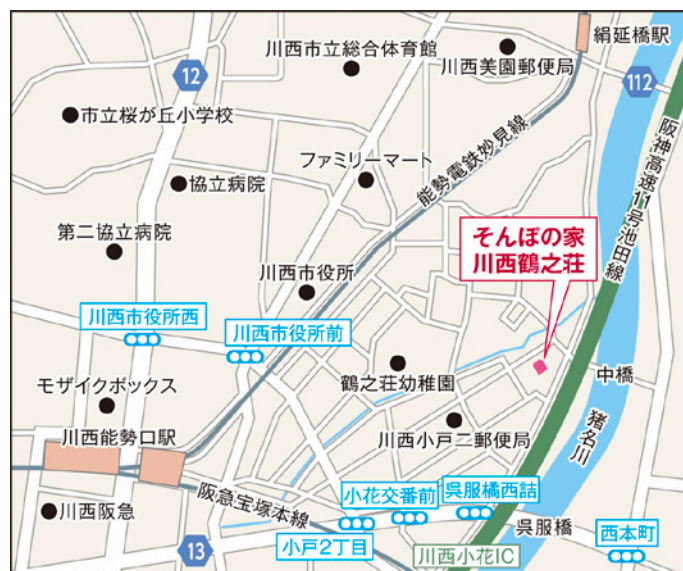 絹延橋駅
川西市立総合体育館
川西美園郵便局
12
112
市立桜が丘小学校
阪神高速11号池田線
ファミリーマート
能勢電鉄妙見線
協立病院
第二協立病院
そんぽの家
川西鶴之荘
川西市役所
川西市役所西
川西市役所前
鶴之荘幼稚園
中橋
モザイクボックス
川西小戸二郵便局
猪名川
川西能勢口駅
阪急宝塚本線
小花交番前
呉服橋西詰
川西阪急
呉服橋
西本町
13
小戸2丁目
川西小花IC